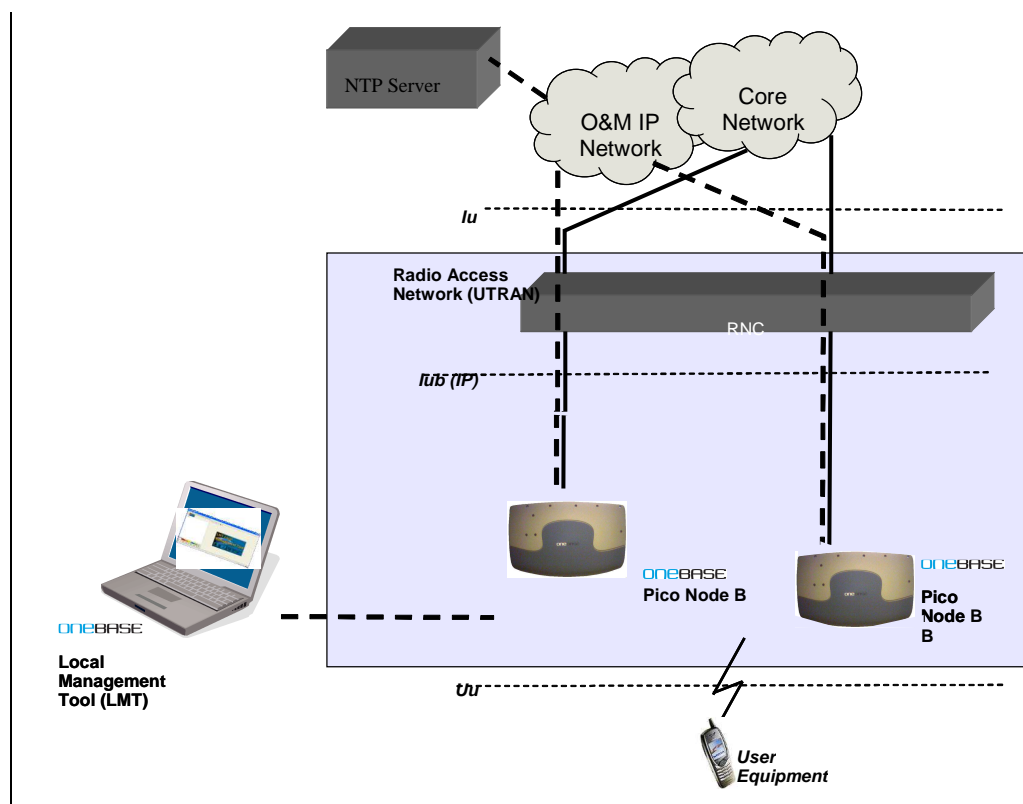 NTP Server
O&M IP
Network
Core
Network
Iu
Radio Access
Network (UTRAN)
RNC
Iub (IP)
onebase
Pico Node B
onebase
Pico
Node B
B
onebase
Local
Management
Tool (LMT)
Uu
User
Equipment